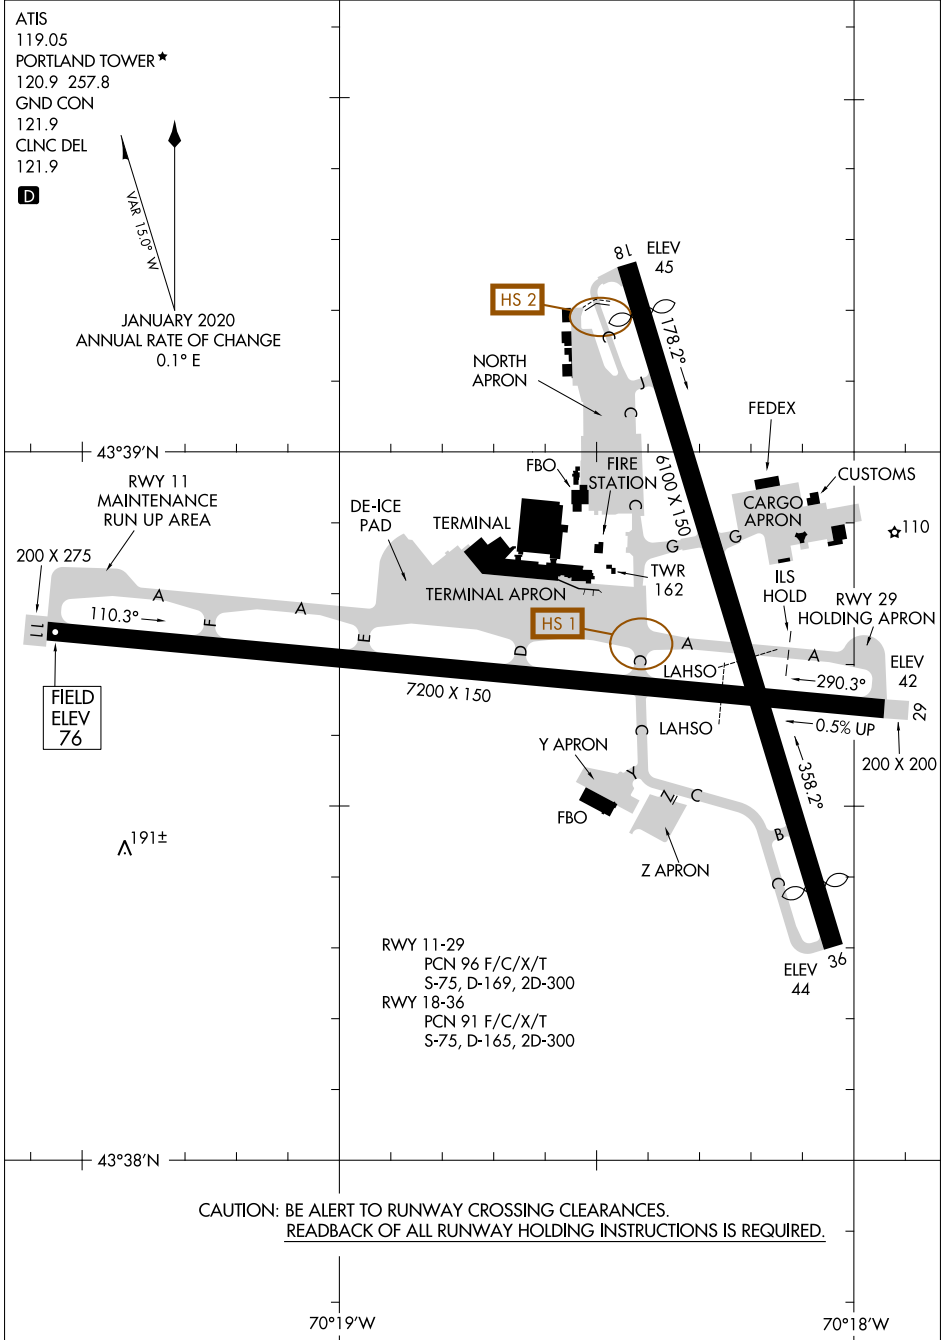 ATIS
119.05
PORTLAND TOWER★
120.9 257.8
GND CON
121.9
CLNC DEL
121.9
D
VAR 15.0° W
JANUARY 2020
ANNUAL RATE OF CHANGE
0.1° E
18
ELEV
45
HS 2
C
178.2°
J
NORTH
APRON
C
FEDEX
43°39'N
RWY 11
MAINTENANCE
RUN UP AREA
FBO
FIRE
STATION
6100 X 150
CUSTOMS
CARGO
APRON
DE-ICE
PAD
TERMINAL
C
G
G
110
200 X 275
TWR
162
ILS
HOLD
TERMINAL APRON
RWY 29
HOLDING APRON
A
A
110.3°
F
E
11
HS 1
D
C
A
A
LAHSO
ELEV
42
290.3°
7200 X 150
29
FIELD
ELEV
76
LAHSO
0.5% UP
C
Y APRON
200 X 200
Y
Z
C
358.2°
FBO
191±
B
Z APRON
C
RWY 11-29
PCN 96 F/C/X/T
S-75, D-169, 2D-300
RWY 18-36
PCN 91 F/C/X/T
S-75, D-165, 2D-300
36
ELEV
44
43°38'N
CAUTION: BE ALERT TO RUNWAY CROSSING CLEARANCES.
READBACK OF ALL RUNWAY HOLDING INSTRUCTIONS IS REQUIRED.
70°19'W
70°18'W